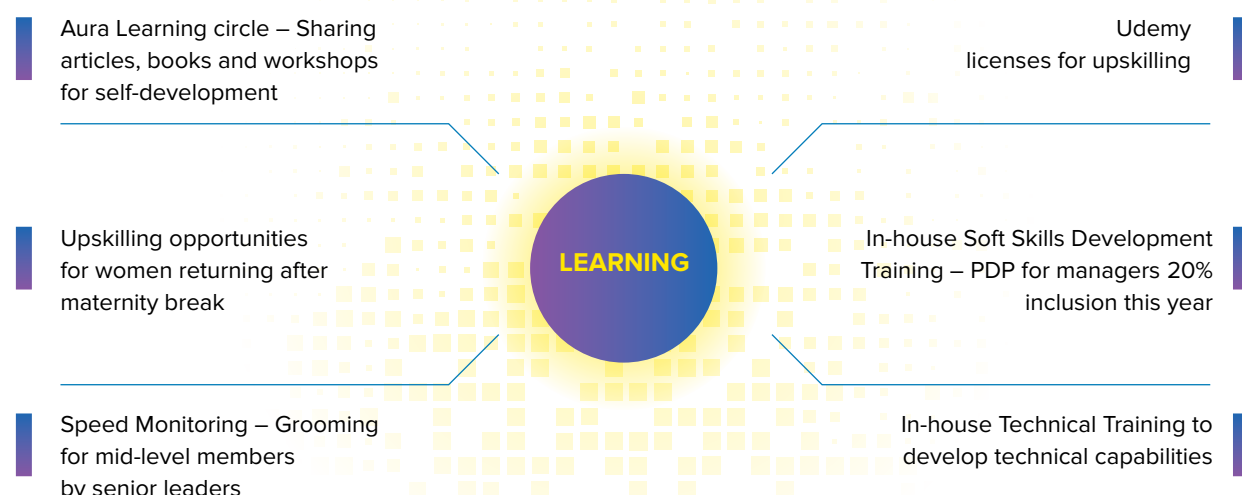 Aura Learning circle – Sharing
articles, books and workshops
for self-development
Udemy
licenses for upskilling
Upskilling opportunities
for women returning after
maternity break
LEARNING
In-house Soft Skills Development
Training – PDP for managers 20%
inclusion this year
Speed Monitoring – Grooming
for mid-level members
by senior leaders
In-house Technical Training to
develop technical capabilities